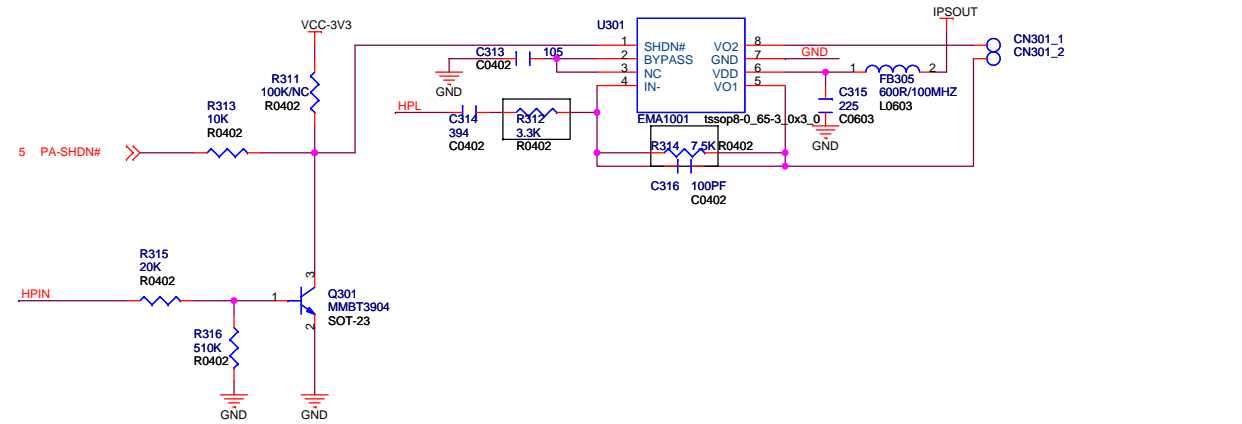 IPSOUT
VCC-3V3
U301
CN301_1
CN301_2
1 SHDN# VO2 8
2 BYPASS GND 7 GND
3 NC VDD 6
4 IN- VO1 5
C313 105
C0402
GND
1 2
FB305
600R/100MHZ
L0603
R311
100K/NC
R0402
C315
225
C0603
GND
R313
10K
R0402
HPL
C314
394
C0402
R312
3.3K
R0402
EMA1001 tssop8-0_65-3_0x3_0
R314 7.5K R0402
5 PA-SHDN#
C316 100PF
C0402
R315
20K
R0402
HPIN
1
3
2
Q301
MMBT3904
SOT-23
R316
510K
R0402
GND
GND